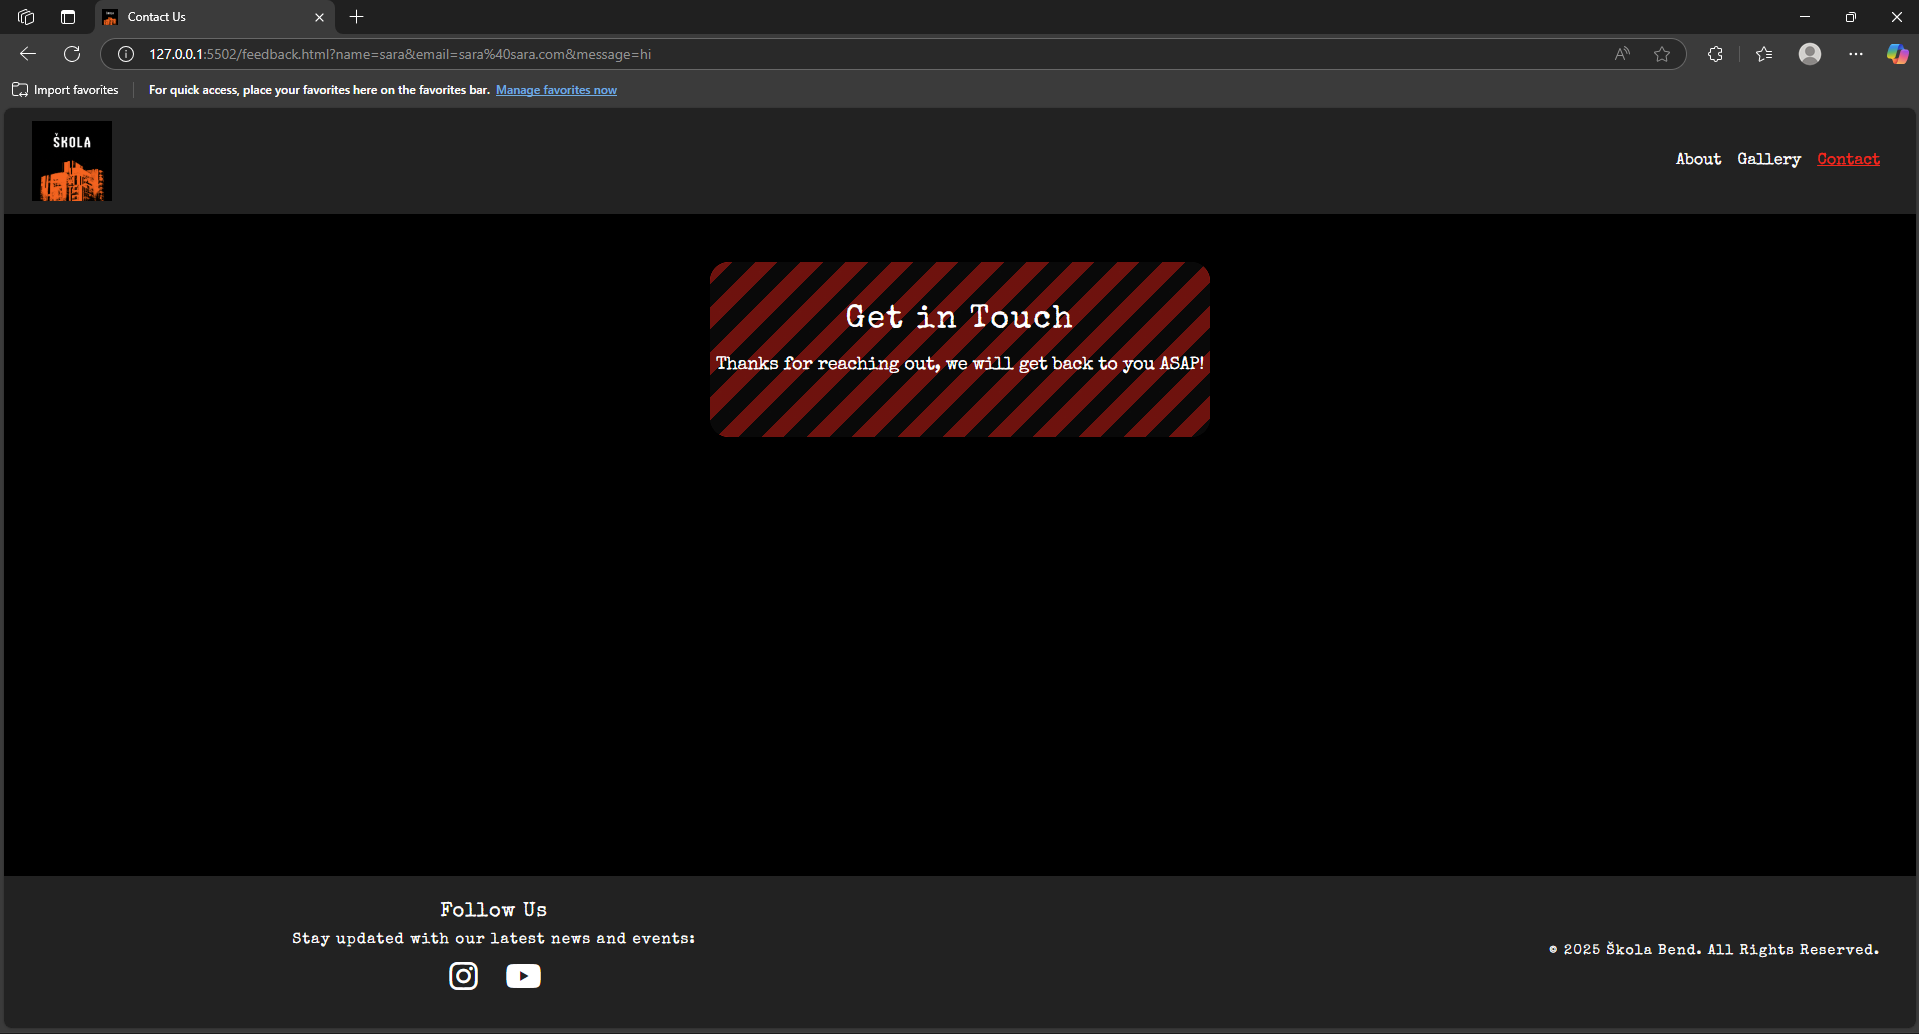 Contact Us
127.0.0.1:5502/feedback.html?name=sara&email=sara%40sara.com&message=hi
Import favorites
For quick access, place your favorites here on the favorites bar. Manage favorites now
ŠKOLA
About Gallery Contact
Get in Touch
Thanks for reaching out, we will get back to you ASAP!
Follow Us
Stay updated with our latest news and events:
© 2025 Škola Bend. All Rights Reserved.